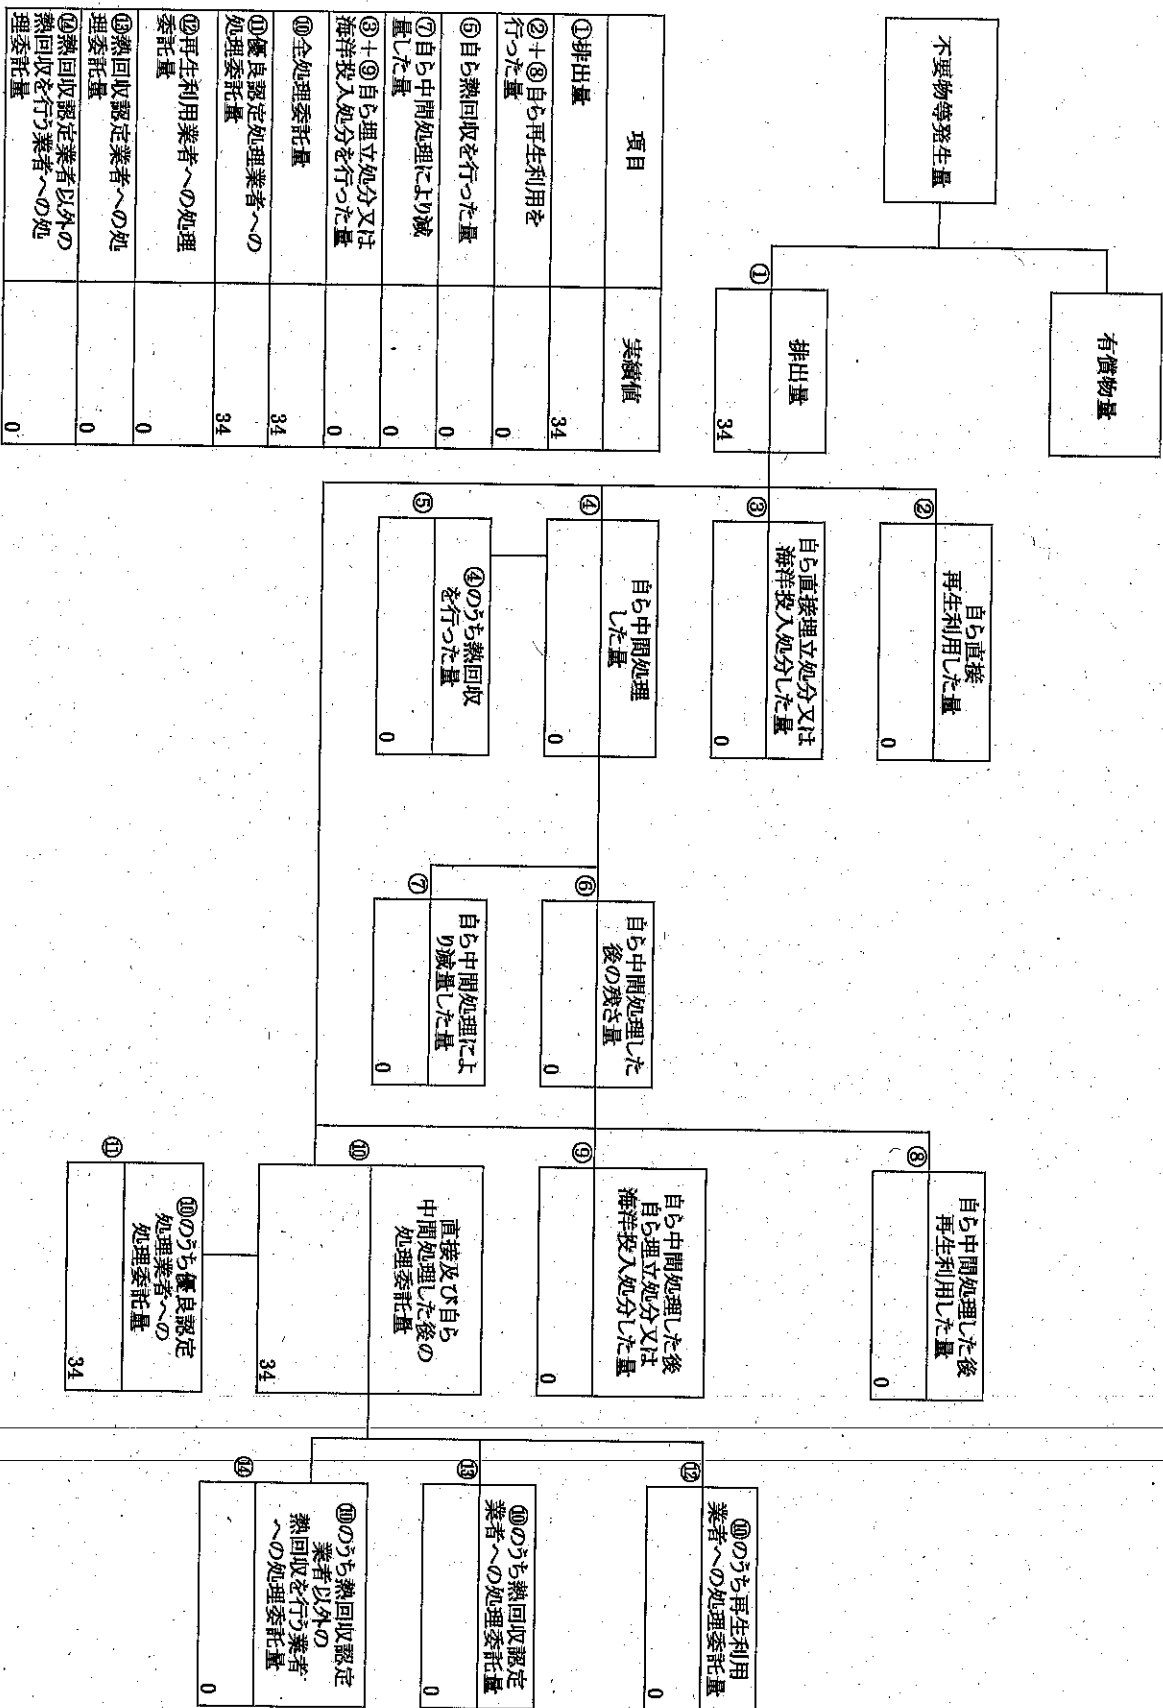 不要物等発生量
有償物量
①
排出量
34
②
自ら直接
再生利用した量
0
③
自ら直接埋立処分又は
海洋投入処分した量
0
④
自ら中間処理
した量
0
⑤
④のうち熱回収
を行った量
0
⑥
自ら中間処理した
後の残さ量
0
⑦
自ら中間処理によ
り減量した量
0
⑧
自ら中間処理した後
再生利用した量
0
⑨
自ら中間処理した後
自ら埋立処分又は
海洋投入処分した量
0
⑩
直接及び自ら
中間処理した後の
処理委託量
34
⑪
⑩のうち優良認定
処理業者への
処理委託量
34
⑫
⑩のうち再生利用
業者への処理委託量
0
⑬
⑩のうち熱回収認定
業者への処理委託量
0
⑭
⑩のうち熱回収認定
業者以外の
熱回収を行う業者
への処理委託量
0
項目 実績値
①排出量 34
②+⑧自ら再生利用を
行った量 0
⑤自ら熱回収を行った量 0
⑦自ら中間処理により減
量した量 0
③+⑨自ら埋立処分又は
海洋投入処分を行った量 0
⑩全処理委託量 34
⑪優良認定処理業者への
処理委託量 34
⑫再生利用業者への処理
委託量 0
⑬熱回収認定業者への処
理委託量 0
⑭熱回収認定業者以外の
熱回収を行う業者への処
理委託量 0